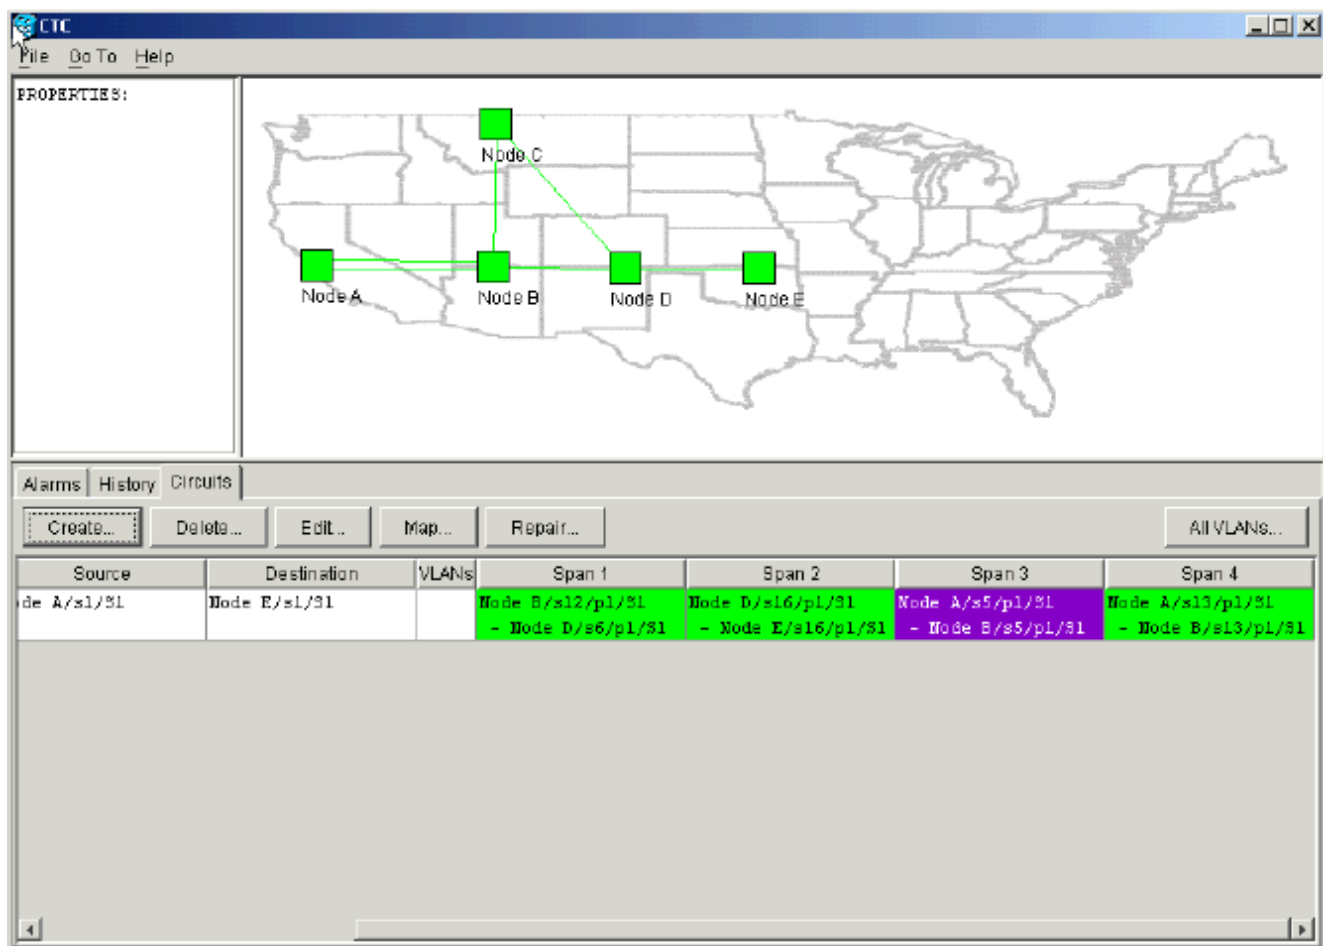 CTC
File Go To Help
PROPERTIES:
Node C
Node A Node B Node D Node E
Alarms History Circuits
Create... Delete... Edit... Map... Repair... All VLANs...
Source Destination VLANs Span 1 Span 2 Span 3 Span 4
de A/s1/S1 Node E/s1/S1 Node B/s12/p1/S1 Node D/s16/p1/S1 Node A/s5/p1/S1 Node A/s13/p1/S1
- Node D/s6/p1/S1 - Node E/s16/p1/S1 - Node B/s5/p1/S1 - Node B/s13/p1/S1